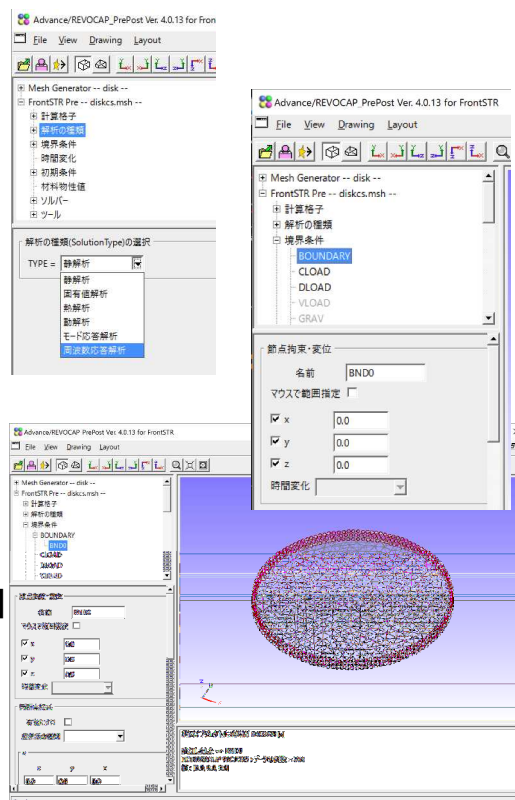 Advance/REVOCAP_PrePost Ver. 4.0.13 for Fron
File View Drawing Layout
Mesh Generator -- disk --
FrontSTR Pre -- diskcs.msh --
計算格子
解析の種類
境界条件
時間変化
初期条件
材料物性値
ソルバー
ツール
解析の種類(SolutionType)の選択
TYPE = 静解析
静解析
固有値解析
熱解析
動解析
モード応答解析
周波数応答解析
Advance/REVOCAP_PrePost Ver. 4.0.13 for FrontSTR
File View Drawing Layout
Mesh Generator -- disk --
FrontSTR Pre -- diskcs.msh --
計算格子
解析の種類
境界条件
BOUNDARY
CLOAD
DLOAD
VLOAD
GRAV
節点拘束・変位
名前 BND0
マウスで範囲指定
x 0.0
y 0.0
z 0.0
時間変化
Advance/REVOCAP PrePost Ver. 4.0.13 for FrontSTR
File View Drawing Layout
Mesh Generator -- disk --
FrontSTR Pre -- diskcs.msh --
計算格子
解析の種類
境界条件
BOUNDARY
BND0
CLOAD
x
y
z
時間変化
x y z
z
y
x